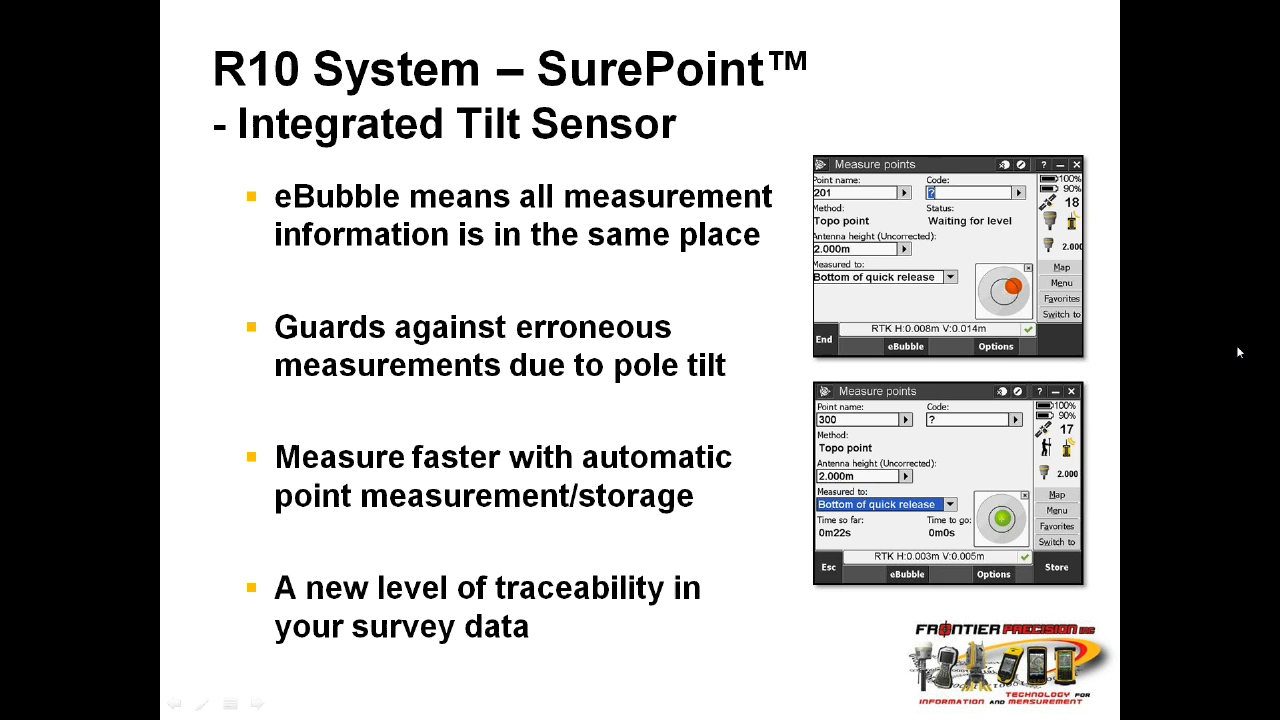 R10 System – SurePoint™
- Integrated Tilt Sensor
eBubble means all measurement
information is in the same place
Guards against erroneous
measurements due to pole tilt
Measure faster with automatic
point measurement/storage
A new level of traceability in
your survey data
Measure points
? – ×
Point name:
Code:
201
?
Method:
Status:
Topo point
Waiting for level
Antenna height (Uncorrected):
2.000m
Measured to:
Bottom of quick release
RTK H:0.008m V:0.014m
End
eBubble
Options
100%
90%
18
2.000
Map
Menu
Favorites
Switch to
Measure points
? – ×
Point name:
Code:
300
?
Method:
Topo point
Antenna height (Uncorrected):
2.000m
Measured to:
Bottom of quick release
Time so far:
Time to go:
0m22s
0m0s
RTK H:0.003m V:0.005m
Esc
eBubble
Options
Store
100%
90%
17
2.000
Map
Menu
Favorites
Switch to
FRONTIER PRECISION INC
TECHNOLOGY FOR
INFORMATION AND MEASUREMENT